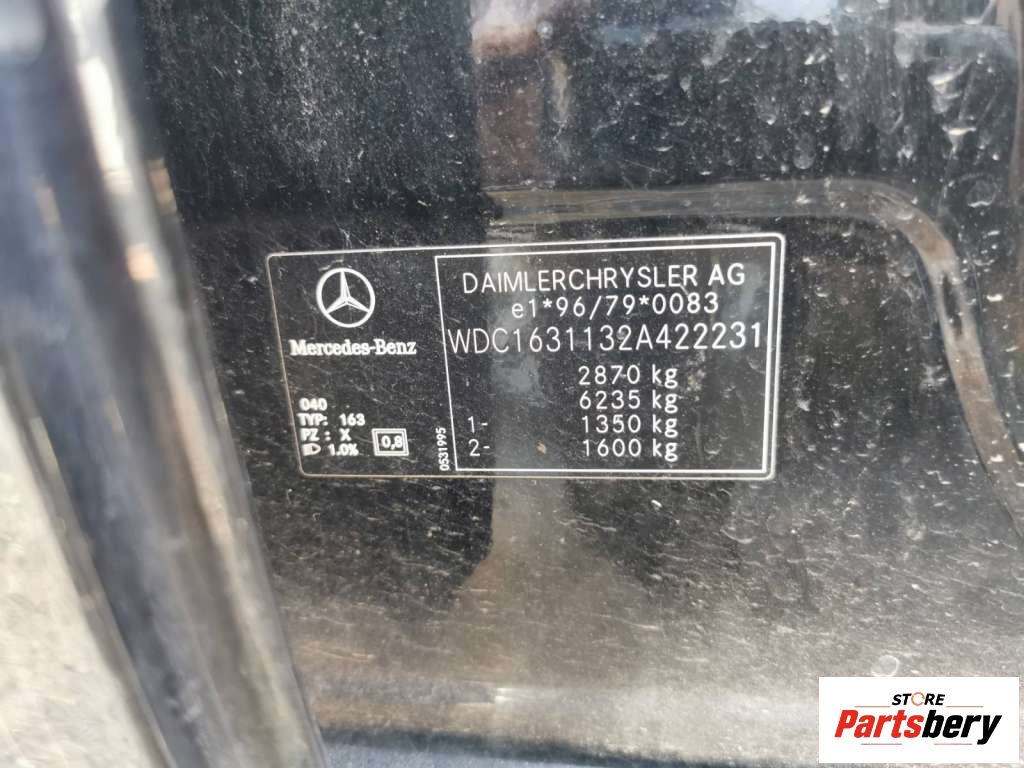 DAIMLERCHRYSLER AG
e1*96/79*0083
WDC1631132A422231
2870 kg
6235 kg
1- 1350 kg
2- 1600 kg
Mercedes-Benz
040
TYP: 163
PZ : X
1.0%
0,8
0531995
STORE
Partsbery